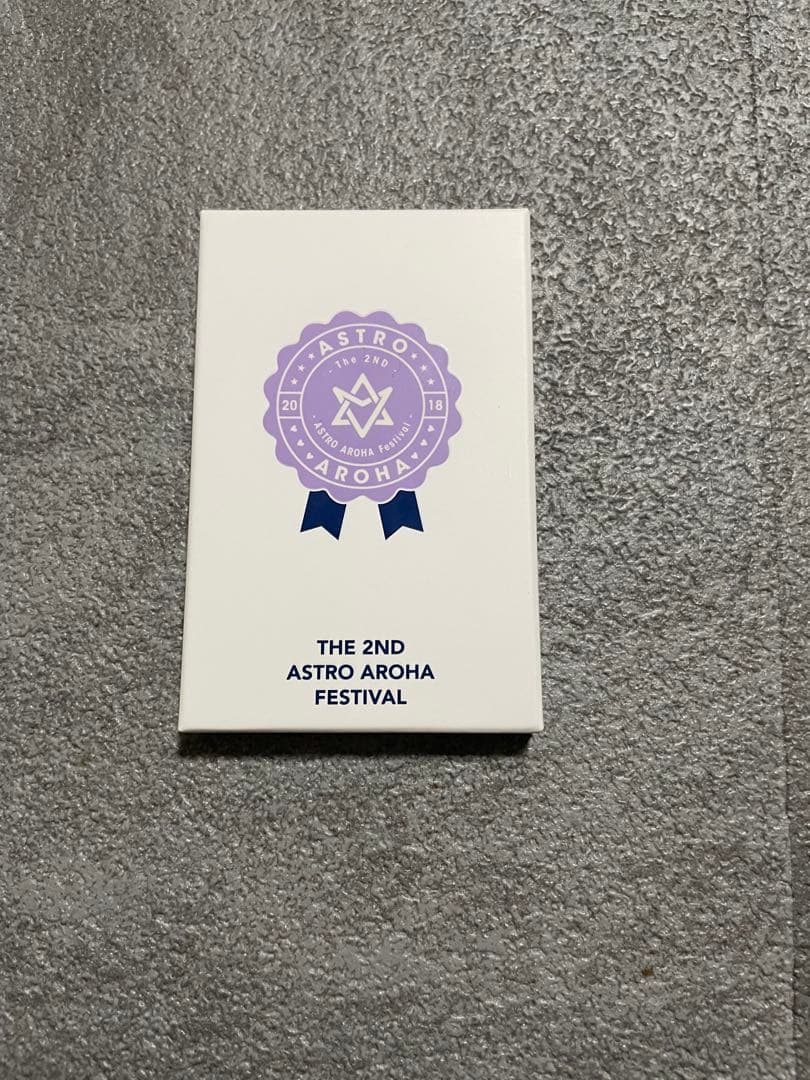 ASTRO
The 2ND
20 18
ASTRO AROHA Festival
AROHA
THE 2ND
ASTRO AROHA
FESTIVAL